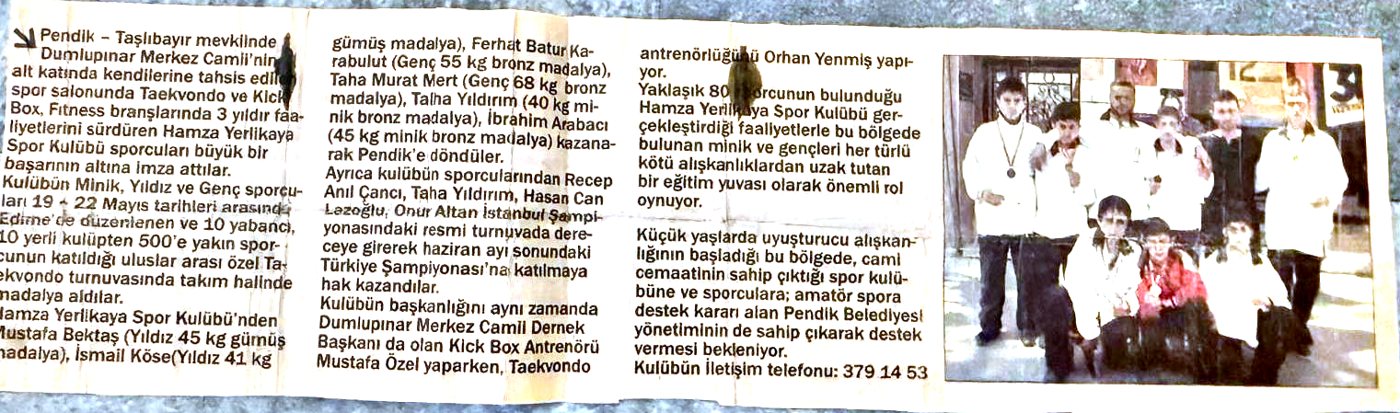 Pendik – Taşlıbayır mevkiinde
Dumlupınar Merkez Camii'nin
alt katında kendilerine tahsis edilen
spor salonunda Taekvondo ve Kick
Box, Fitness branşlarında 3 yıldır faa-
liyetlerini sürdüren Hamza Yerlikaya
Spor Kulübü sporcuları büyük bir
başarının altına imza attılar.
Kulübün Minik, Yıldız ve Genç sporcu-
ları 19 - 22 Mayıs tarihleri arasında
Edirne'de düzenlenen ve 10 yabancı,
10 yerli kulüpten 500'e yakın spor-
cunun katıldığı uluslar arası özel Ta-
ekvondo turnuvasında takım halinde
madalya aldılar.
Hamza Yerlikaya Spor Kulübü'nden
Mustafa Bektaş (Yıldız 45 kg gümüş
madalya), İsmail Köse(Yıldız 41 kg
gümüş madalya), Ferhat Batur Ka-
rabulut (Genç 55 kg bronz madalya),
Taha Murat Mert (Genç 68 kg bronz
madalya), Talha Yıldırım (40 kg mi-
nik bronz madalya), İbrahim Arabacı
(45 kg minik bronz madalya) kazana-
rak Pendik'e döndüler.
Ayrıca kulübün sporcularından Recep
Anıl Çancı, Taha Yıldırım, Hasan Can
Lazoğlu, Onur Altan İstanbul Şampi-
yonasındaki resmi turnuvada dere-
ceye girerek haziran ayı sonundaki
Türkiye Şampiyonası'na katılmaya
hak kazandılar.
Kulübün başkanlığını aynı zamanda
Dumlupınar Merkez Camii Dernek
Başkanı da olan Kick Box Antrenörü
Mustafa Özel yaparken, Taekvondo
antrenörlüğünü Orhan Yenmiş yapı-
yor.
Yaklaşık 80 sporcunun bulunduğu
Hamza Yerlikaya Spor Kulübü ger-
çekleştirdiği faaliyetlerle bu bölgede
bulunan minik ve gençleri her türlü
kötü alışkanlıklardan uzak tutan
bir eğitim yuvası olarak önemli rol
oynuyor.
Küçük yaşlarda uyuşturucu alışkan-
lığının başladığı bu bölgede, cami
cemaatinin sahip çıktığı spor kulü-
büne ve sporculara; amatör spora
destek kararı alan Pendik Belediyesi
yönetiminin de sahip çıkarak destek
vermesi bekleniyor.
Kulübün iletişim telefonu: 379 14 53
12